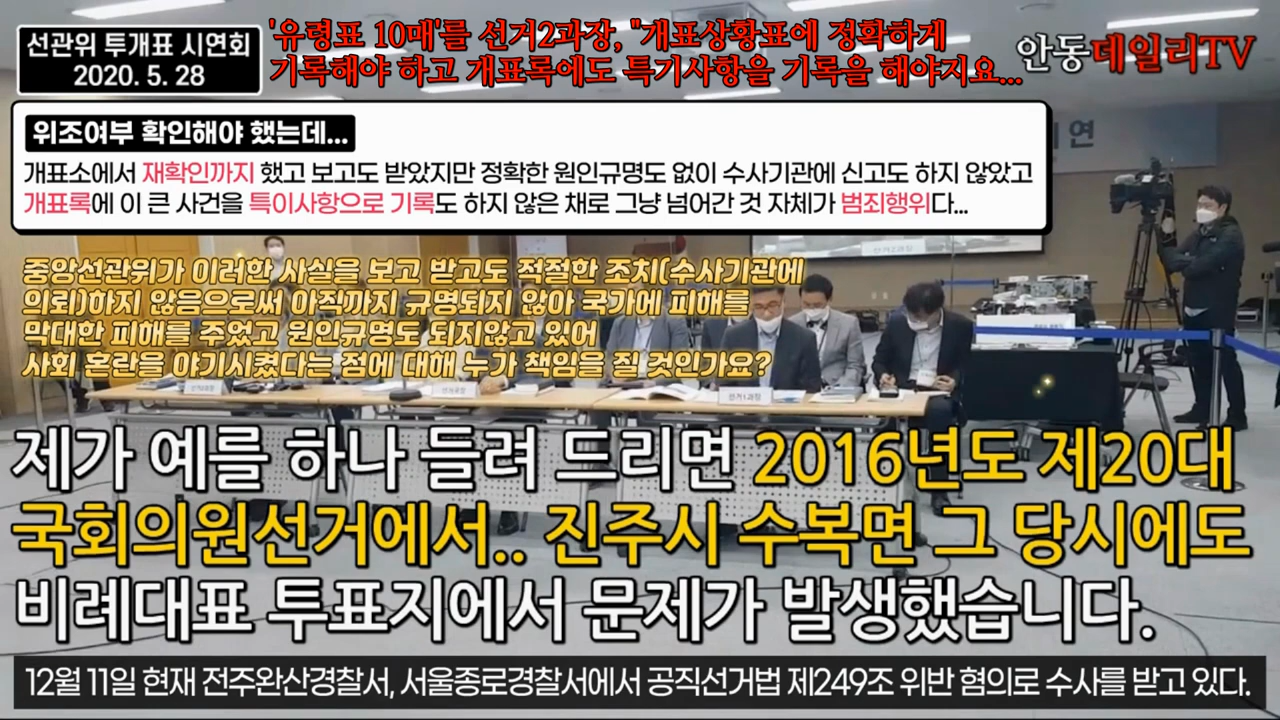 선관위 투개표 시연회
2020. 5. 28
'유령표 10매'를 선거2과장, "개표상황표에 정확하게
기록해야 하고 개표록에도 특기사항을 기록을 해야지요...
안동데일리TV
위조여부 확인해야 했는데...
개표소에서 재확인까지 했고 보고도 받았지만 정확한 원인규명도 없이 수사기관에 신고도 하지 않았고
개표록에 이 큰 사건을 특이사항으로 기록도 하지 않은 채로 그냥 넘어간 것 자체가 범죄행위다...
시연
선거2과장
중앙선관위가 이러한 사실을 보고 받고도 적절한 조치(수사기관에
의뢰)하지 않음으로써 아직까지 규명되지 않아 국가에 피해를
막대한 피해를 주었고 원인규명도 되지않고 있어
사회 혼란을 야기시켰다는 점에 대해 누가 책임을 질 것인가요?
선거1과장
제가 예를 하나 들려 드리면 2016년도 제20대
국회의원선거에서.. 진주시 수복면 그 당시에도
비례대표 투표지에서 문제가 발생했습니다.
12월 11일 현재 전주완산경찰서, 서울종로경찰서에서 공직선거법 제249조 위반 혐의로 수사를 받고 있다.